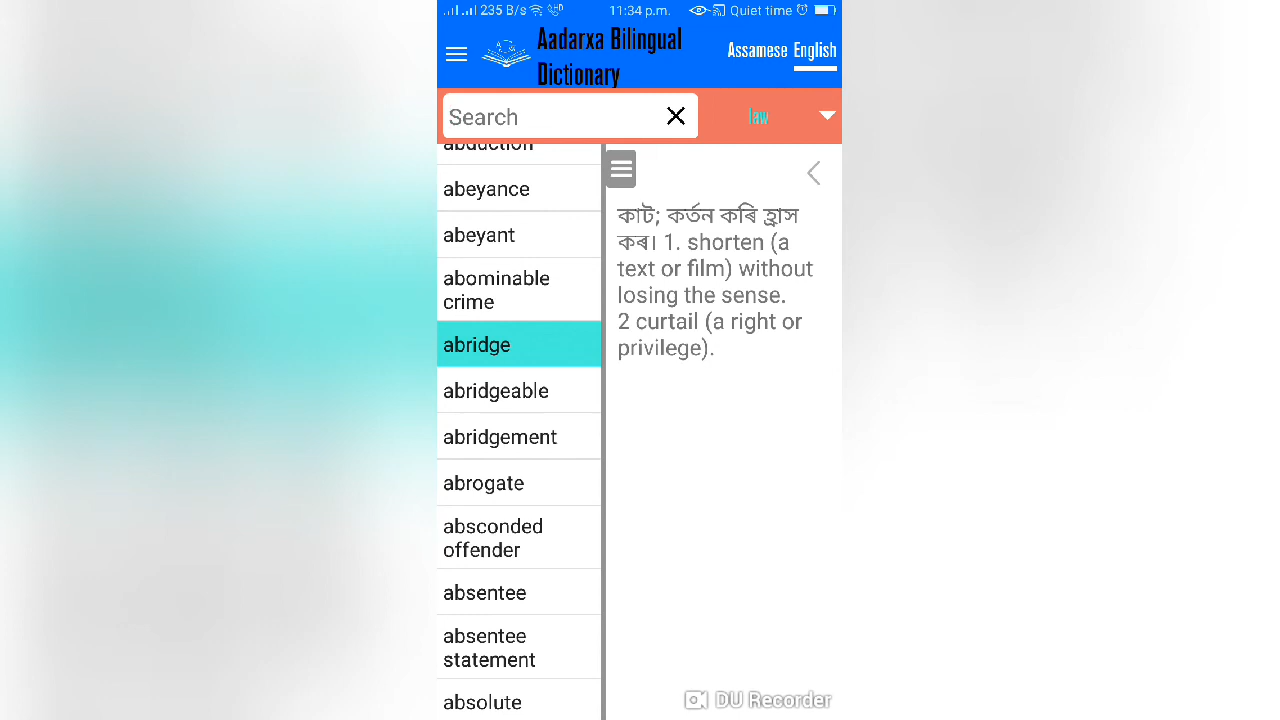 235 B/s
11:34 p.m.
Quiet time
Aadarxa Bilingual
Dictionary
Assamese English
Search
law
abduction
abeyance
abeyant
abominable
crime
abridge
abridgeable
abridgement
abrogate
absconded
offender
absentee
absentee
statement
absolute
কাট; কৰ্তন কৰি হ্ৰাস
কৰ। 1. shorten (a
text or film) without
losing the sense.
2 curtail (a right or
privilege).
DU Recorder